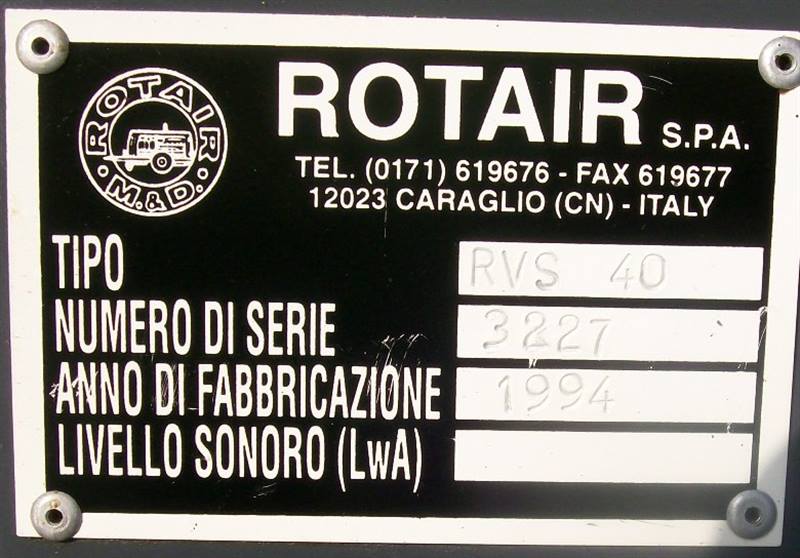 ROTAIR
· M.&D. ·
ROTAIR S.P.A.
TEL. (0171) 619676 - FAX 619677
12023 CARAGLIO (CN) - ITALY
TIPO RVS 40
NUMERO DI SERIE 3227
ANNO DI FABBRICAZIONE 1994
LIVELLO SONORO (LwA)